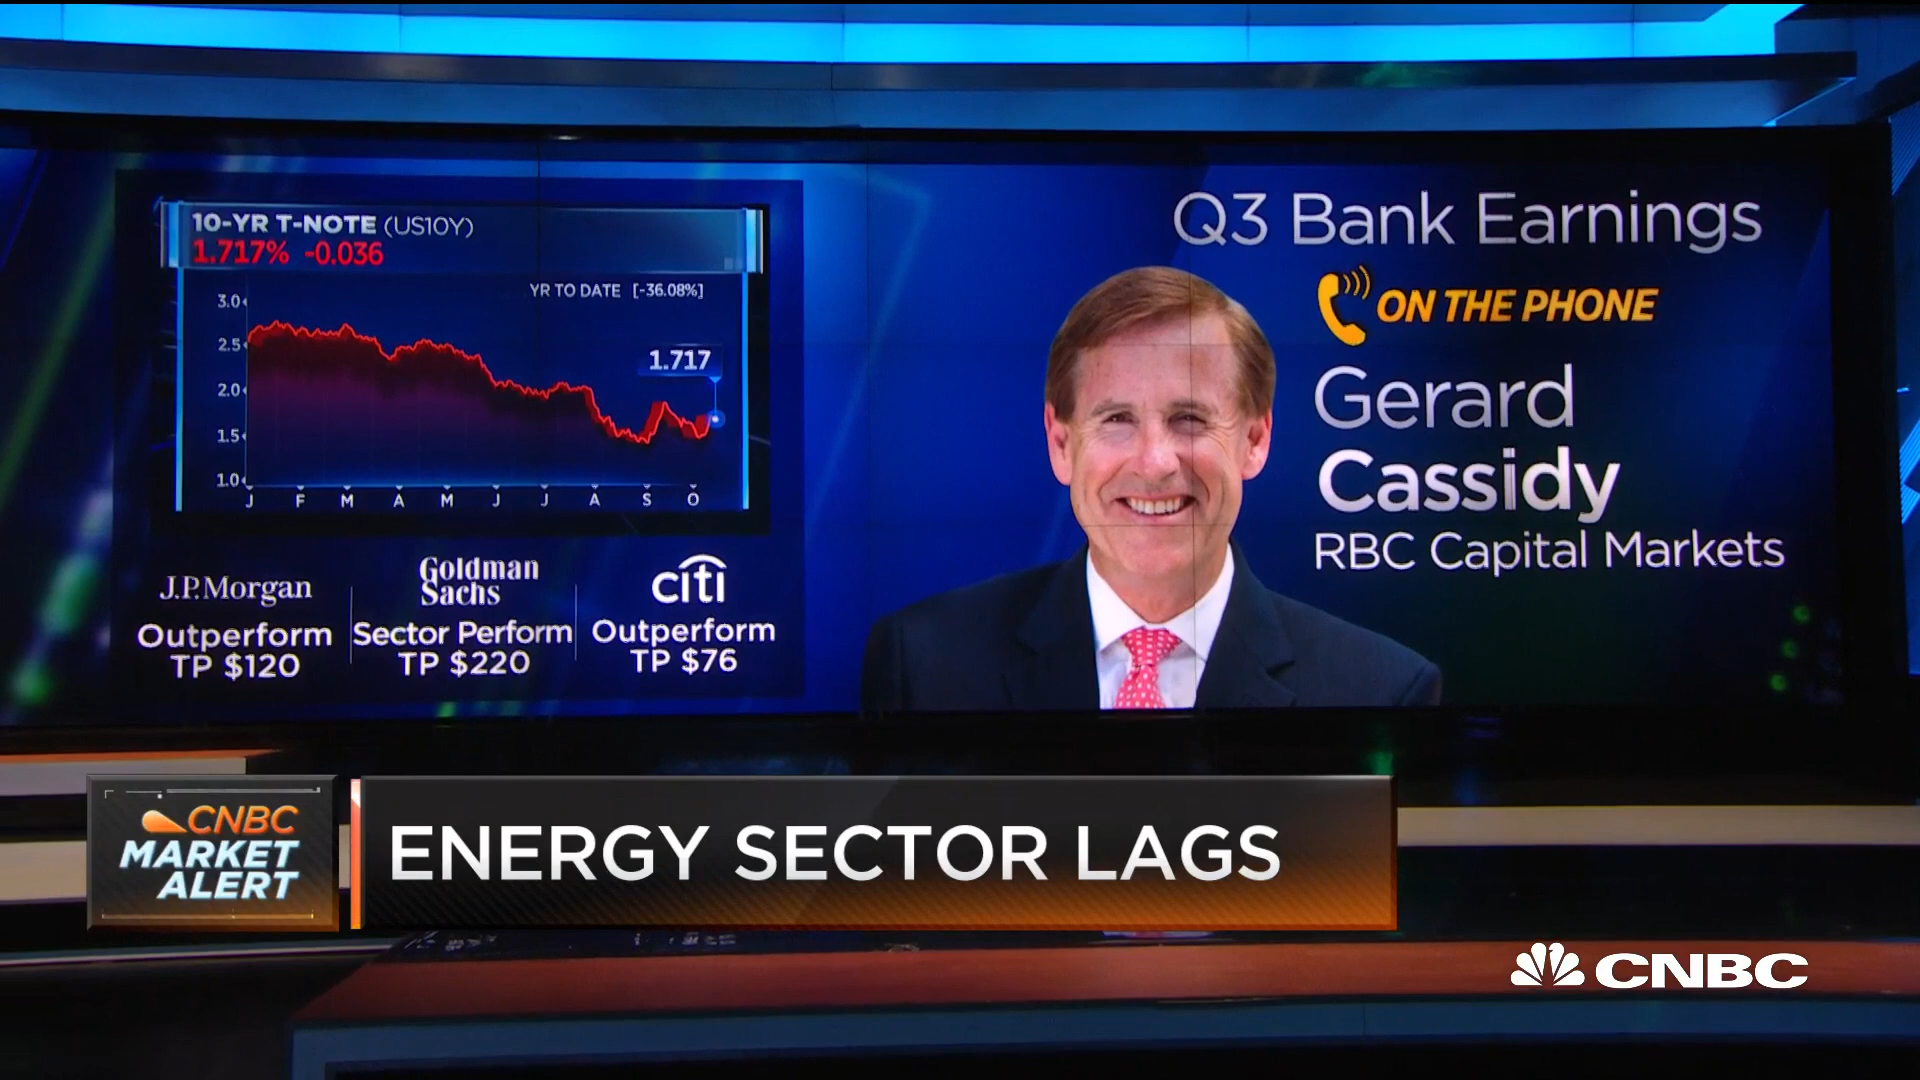 10-YR T-NOTE (US10Y)
1.717% -0.036
YR TO DATE [-36.08%]
3.0
2.5
2.0
1.5
1.0
1.717
J F M A M J J A S O
J.P.Morgan
Outperform
TP $120
Goldman
Sachs
Sector Perform
TP $220
citi
Outperform
TP $76
Q3 Bank Earnings
ON THE PHONE
Gerard
Cassidy
RBC Capital Markets
CNBC
MARKET
ALERT
ENERGY SECTOR LAGS
CNBC